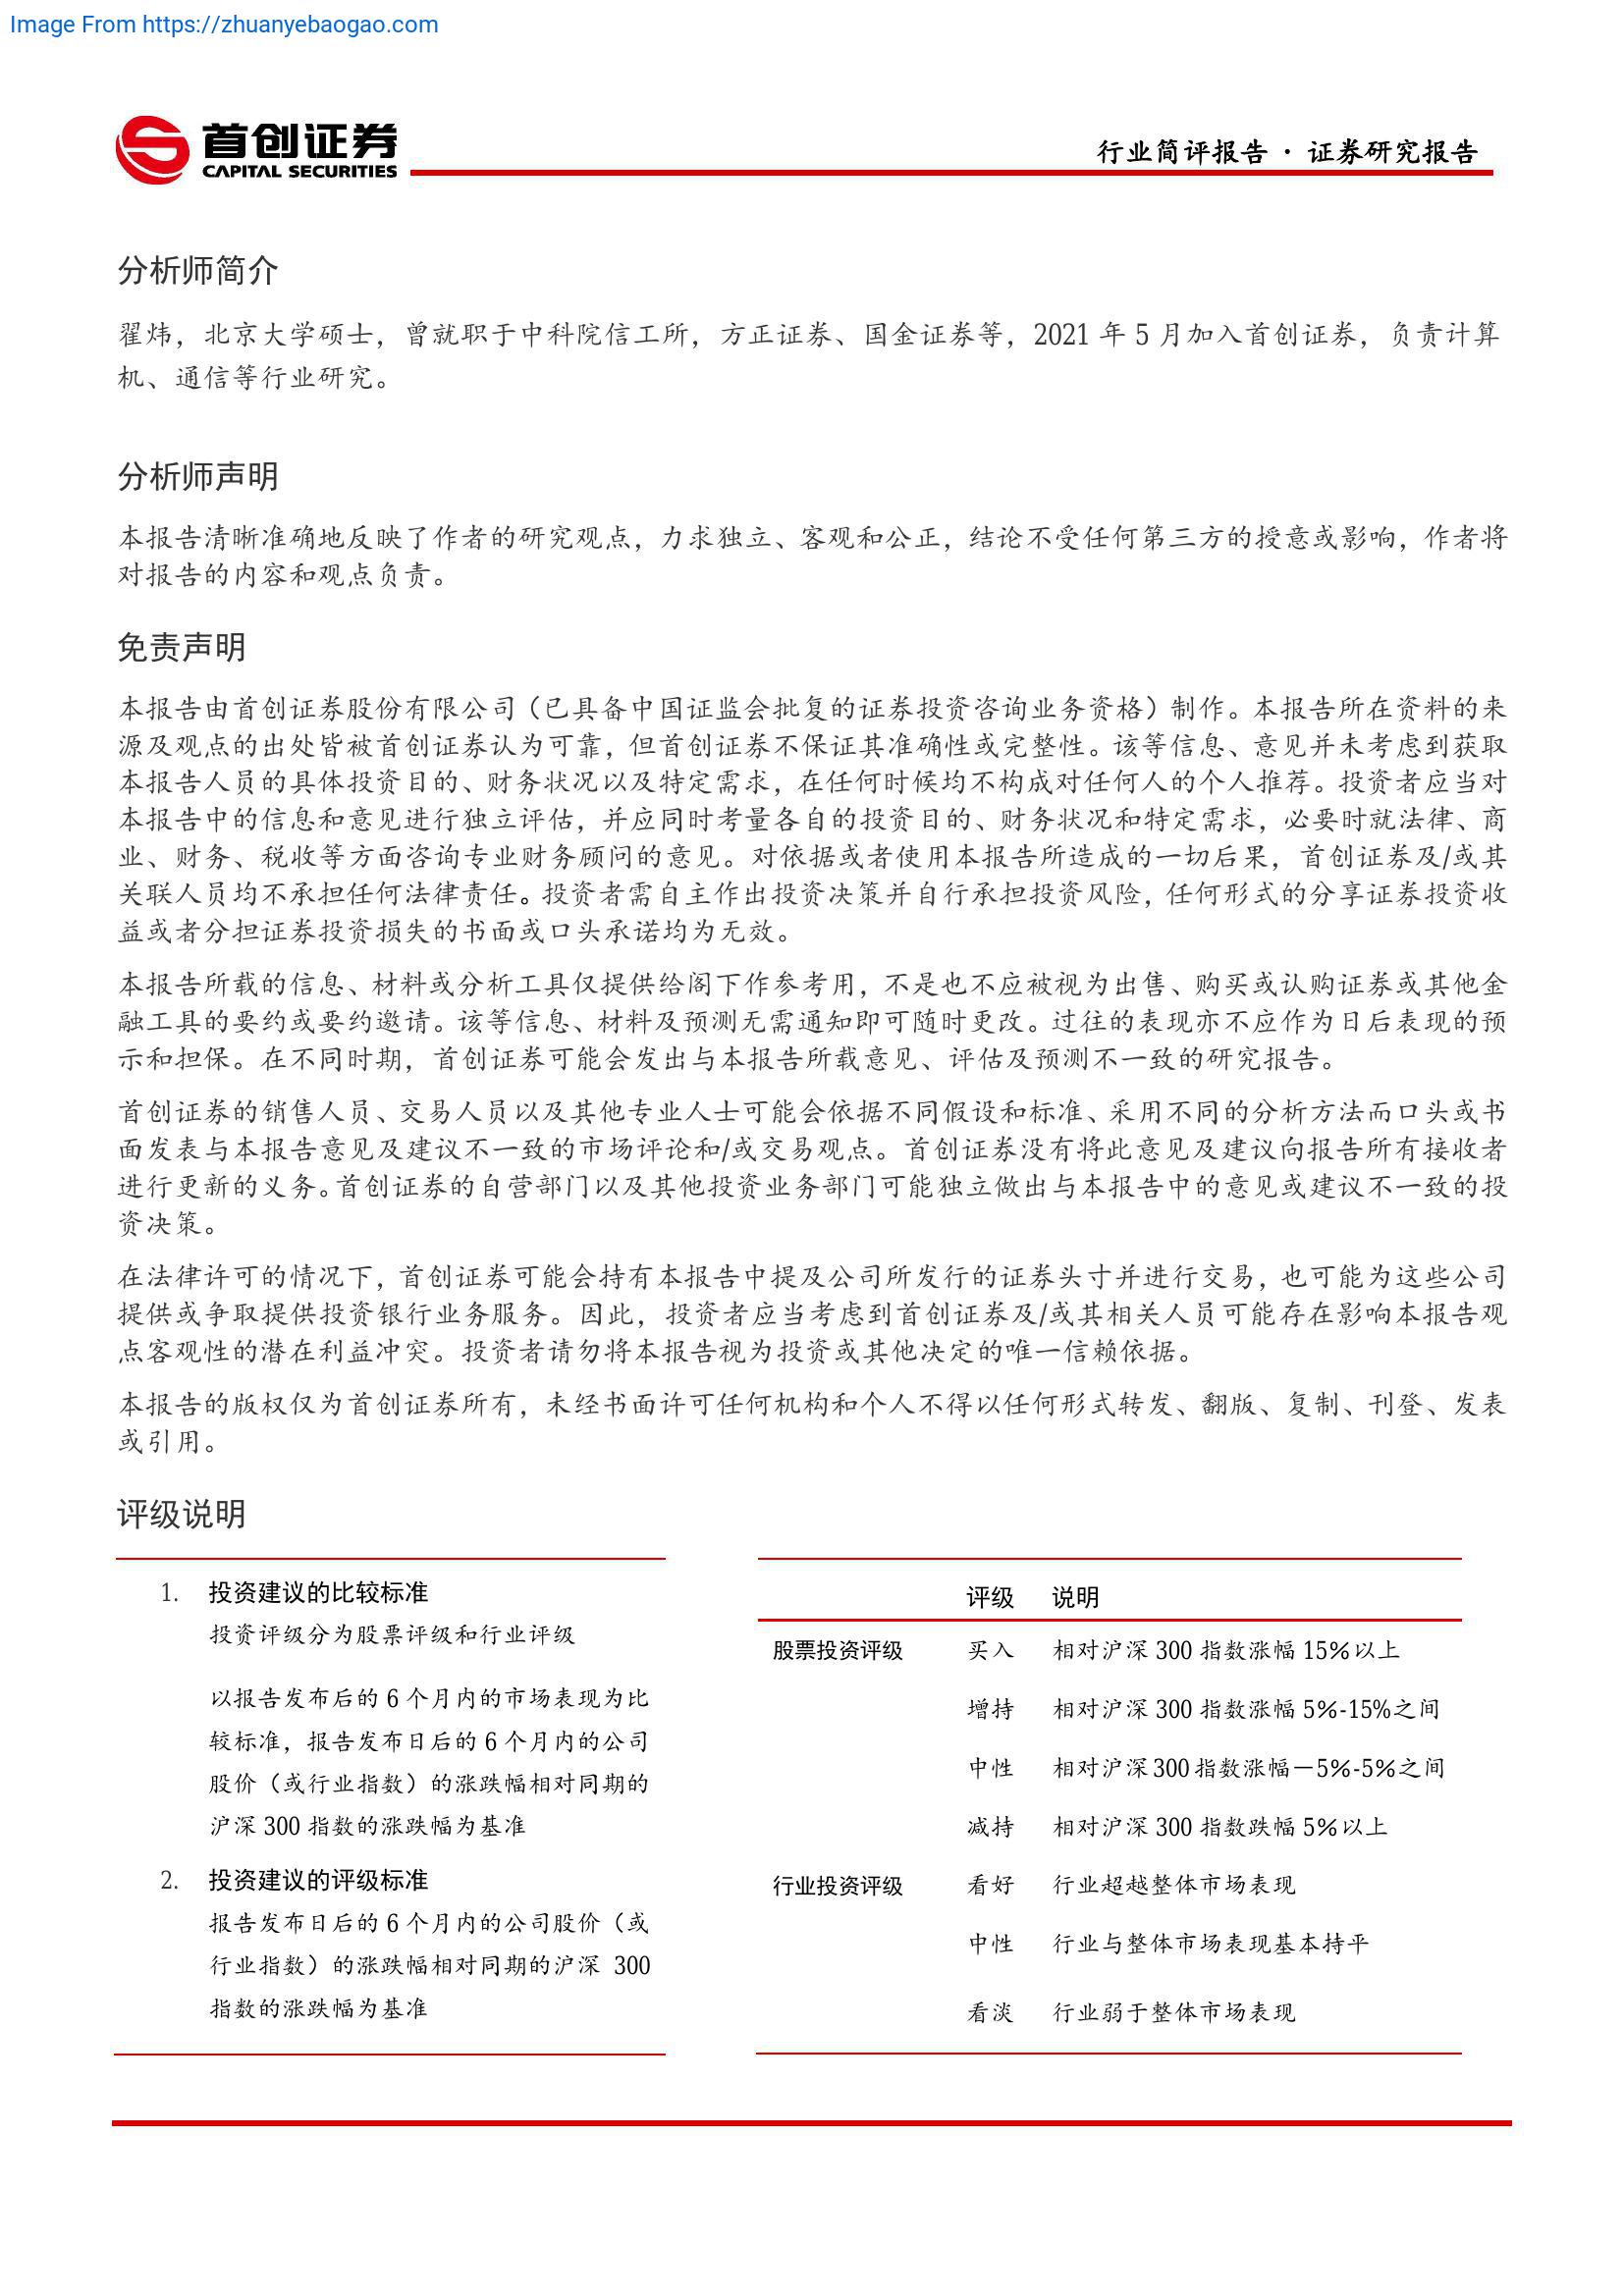 Image From https://zhuanyebaogao.com
首创证券
CAPITAL SECURITIES
行业简评报告 · 证券研究报告
分析师简介
翟炜，北京大学硕士，曾就职于中科院信工所，方正证券、国金证券等，2021 年 5 月加入首创证券，负责计算
机、通信等行业研究。
分析师声明
本报告清晰准确地反映了作者的研究观点，力求独立、客观和公正，结论不受任何第三方的授意或影响，作者将
对报告的内容和观点负责。
免责声明
本报告由首创证券股份有限公司（已具备中国证监会批复的证券投资咨询业务资格）制作。本报告所在资料的来
源及观点的出处皆被首创证券认为可靠，但首创证券不保证其准确性或完整性。该等信息、意见并未考虑到获取
本报告人员的具体投资目的、财务状况以及特定需求，在任何时候均不构成对任何人的个人推荐。投资者应当对
本报告中的信息和意见进行独立评估，并应同时考量各自的投资目的、财务状况和特定需求，必要时就法律、商
业、财务、税收等方面咨询专业财务顾问的意见。对依据或者使用本报告所造成的一切后果，首创证券及/或其
关联人员均不承担任何法律责任。投资者需自主作出投资决策并自行承担投资风险，任何形式的分享证券投资收
益或者分担证券投资损失的书面或口头承诺均为无效。
本报告所载的信息、材料或分析工具仅提供给阁下作参考用，不是也不应被视为出售、购买或认购证券或其他金
融工具的要约或要约邀请。该等信息、材料及预测无需通知即可随时更改。过往的表现亦不应作为日后表现的预
示和担保。在不同时期，首创证券可能会发出与本报告所载意见、评估及预测不一致的研究报告。
首创证券的销售人员、交易人员以及其他专业人士可能会依据不同假设和标准、采用不同的分析方法而口头或书
面发表与本报告意见及建议不一致的市场评论和/或交易观点。首创证券没有将此意见及建议向报告所有接收者
进行更新的义务。首创证券的自营部门以及其他投资业务部门可能独立做出与本报告中的意见或建议不一致的投
资决策。
在法律许可的情况下，首创证券可能会持有本报告中提及公司所发行的证券头寸并进行交易，也可能为这些公司
提供或争取提供投资银行业务服务。因此，投资者应当考虑到首创证券及/或其相关人员可能存在影响本报告观
点客观性的潜在利益冲突。投资者请勿将本报告视为投资或其他决定的唯一信赖依据。
本报告的版权仅为首创证券所有，未经书面许可任何机构和个人不得以任何形式转发、翻版、复制、刊登、发表
或引用。
评级说明
1. 投资建议的比较标准
投资评级分为股票评级和行业评级
以报告发布后的 6 个月内的市场表现为比
较标准，报告发布日后的 6 个月内的公司
股价（或行业指数）的涨跌幅相对同期的
沪深 300 指数的涨跌幅为基准
2. 投资建议的评级标准
报告发布日后的 6 个月内的公司股价（或
行业指数）的涨跌幅相对同期的沪深 300
指数的涨跌幅为基准
评级 说明
股票投资评级 买入 相对沪深 300 指数涨幅 15％以上
增持 相对沪深 300 指数涨幅 5％-15%之间
中性 相对沪深 300 指数涨幅－5％-5％之间
减持 相对沪深 300 指数跌幅 5％以上
行业投资评级 看好 行业超越整体市场表现
中性 行业与整体市场表现基本持平
看淡 行业弱于整体市场表现